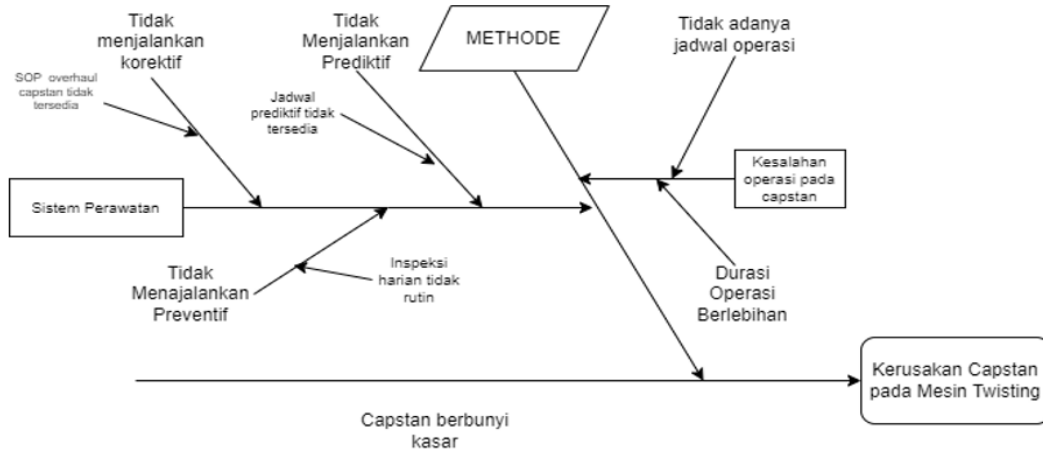 Tidak
menjalankan
korektif
SOP overhaul
capstan tidak
tersedia
Tidak
Menjalankan
Prediktif
Jadwal
prediktif tidak
tersedia
METHODE
Tidak adanya
jadwal operasi
Kesalahan
operasi pada
capstan
Sistem Perawatan
Tidak
Menajalankan
Preventif
Inspeksi
harian tidak
rutin
Durasi
Operasi
Berlebihan
Kerusakan Capstan
pada Mesin Twisting
Capstan berbunyi
kasar